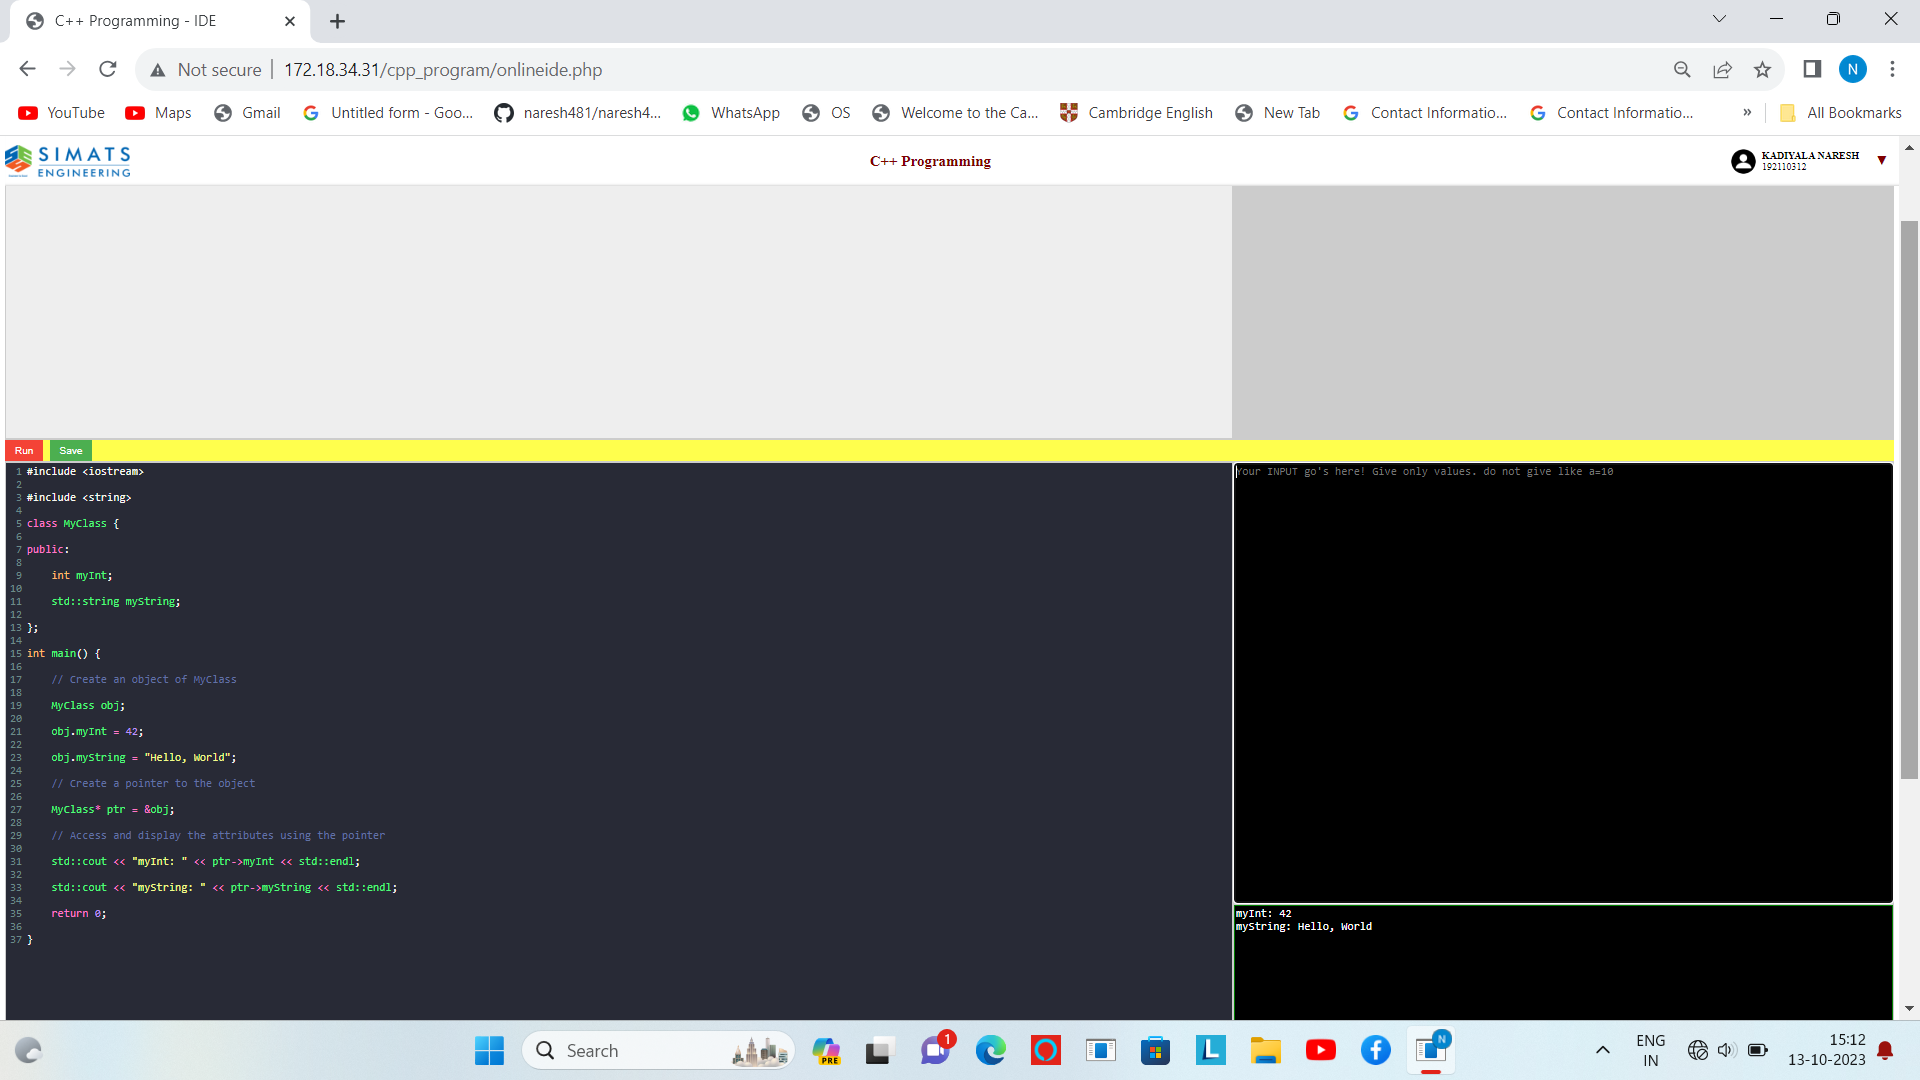 C++ Programming - IDE
Not secure
172.18.34.31/cpp_program/onlineide.php
N
YouTube
Maps
Gmail
Untitled form - Goo...
naresh481/naresh4...
WhatsApp
OS
Welcome to the Ca...
Cambridge English
New Tab
Contact Informatio...
Contact Informatio...
»
All Bookmarks
SIMATS
ENGINEERING
C++ Programming
KADIYALA NARESH
192110312
Run
Save
1 #include <iostream>
2
3 #include <string>
4
5 class MyClass {
6
7 public:
8
9     int myInt;
10
11     std::string myString;
12
13 };
14
15 int main() {
16
17     // Create an object of MyClass
18
19     MyClass obj;
20
21     obj.myInt = 42;
22
23     obj.myString = "Hello, World";
24
25     // Create a pointer to the object
26
27     MyClass* ptr = &obj;
28
29     // Access and display the attributes using the pointer
30
31     std::cout << "myInt: " << ptr->myInt << std::endl;
32
33     std::cout << "myString: " << ptr->myString << std::endl;
34
35     return 0;
36
37 }
Your INPUT go's here! Give only values. do not give like a=10
myInt: 42
myString: Hello, World
Search
PRE
1
L
N
ENG
IN
15:12
13-10-2023